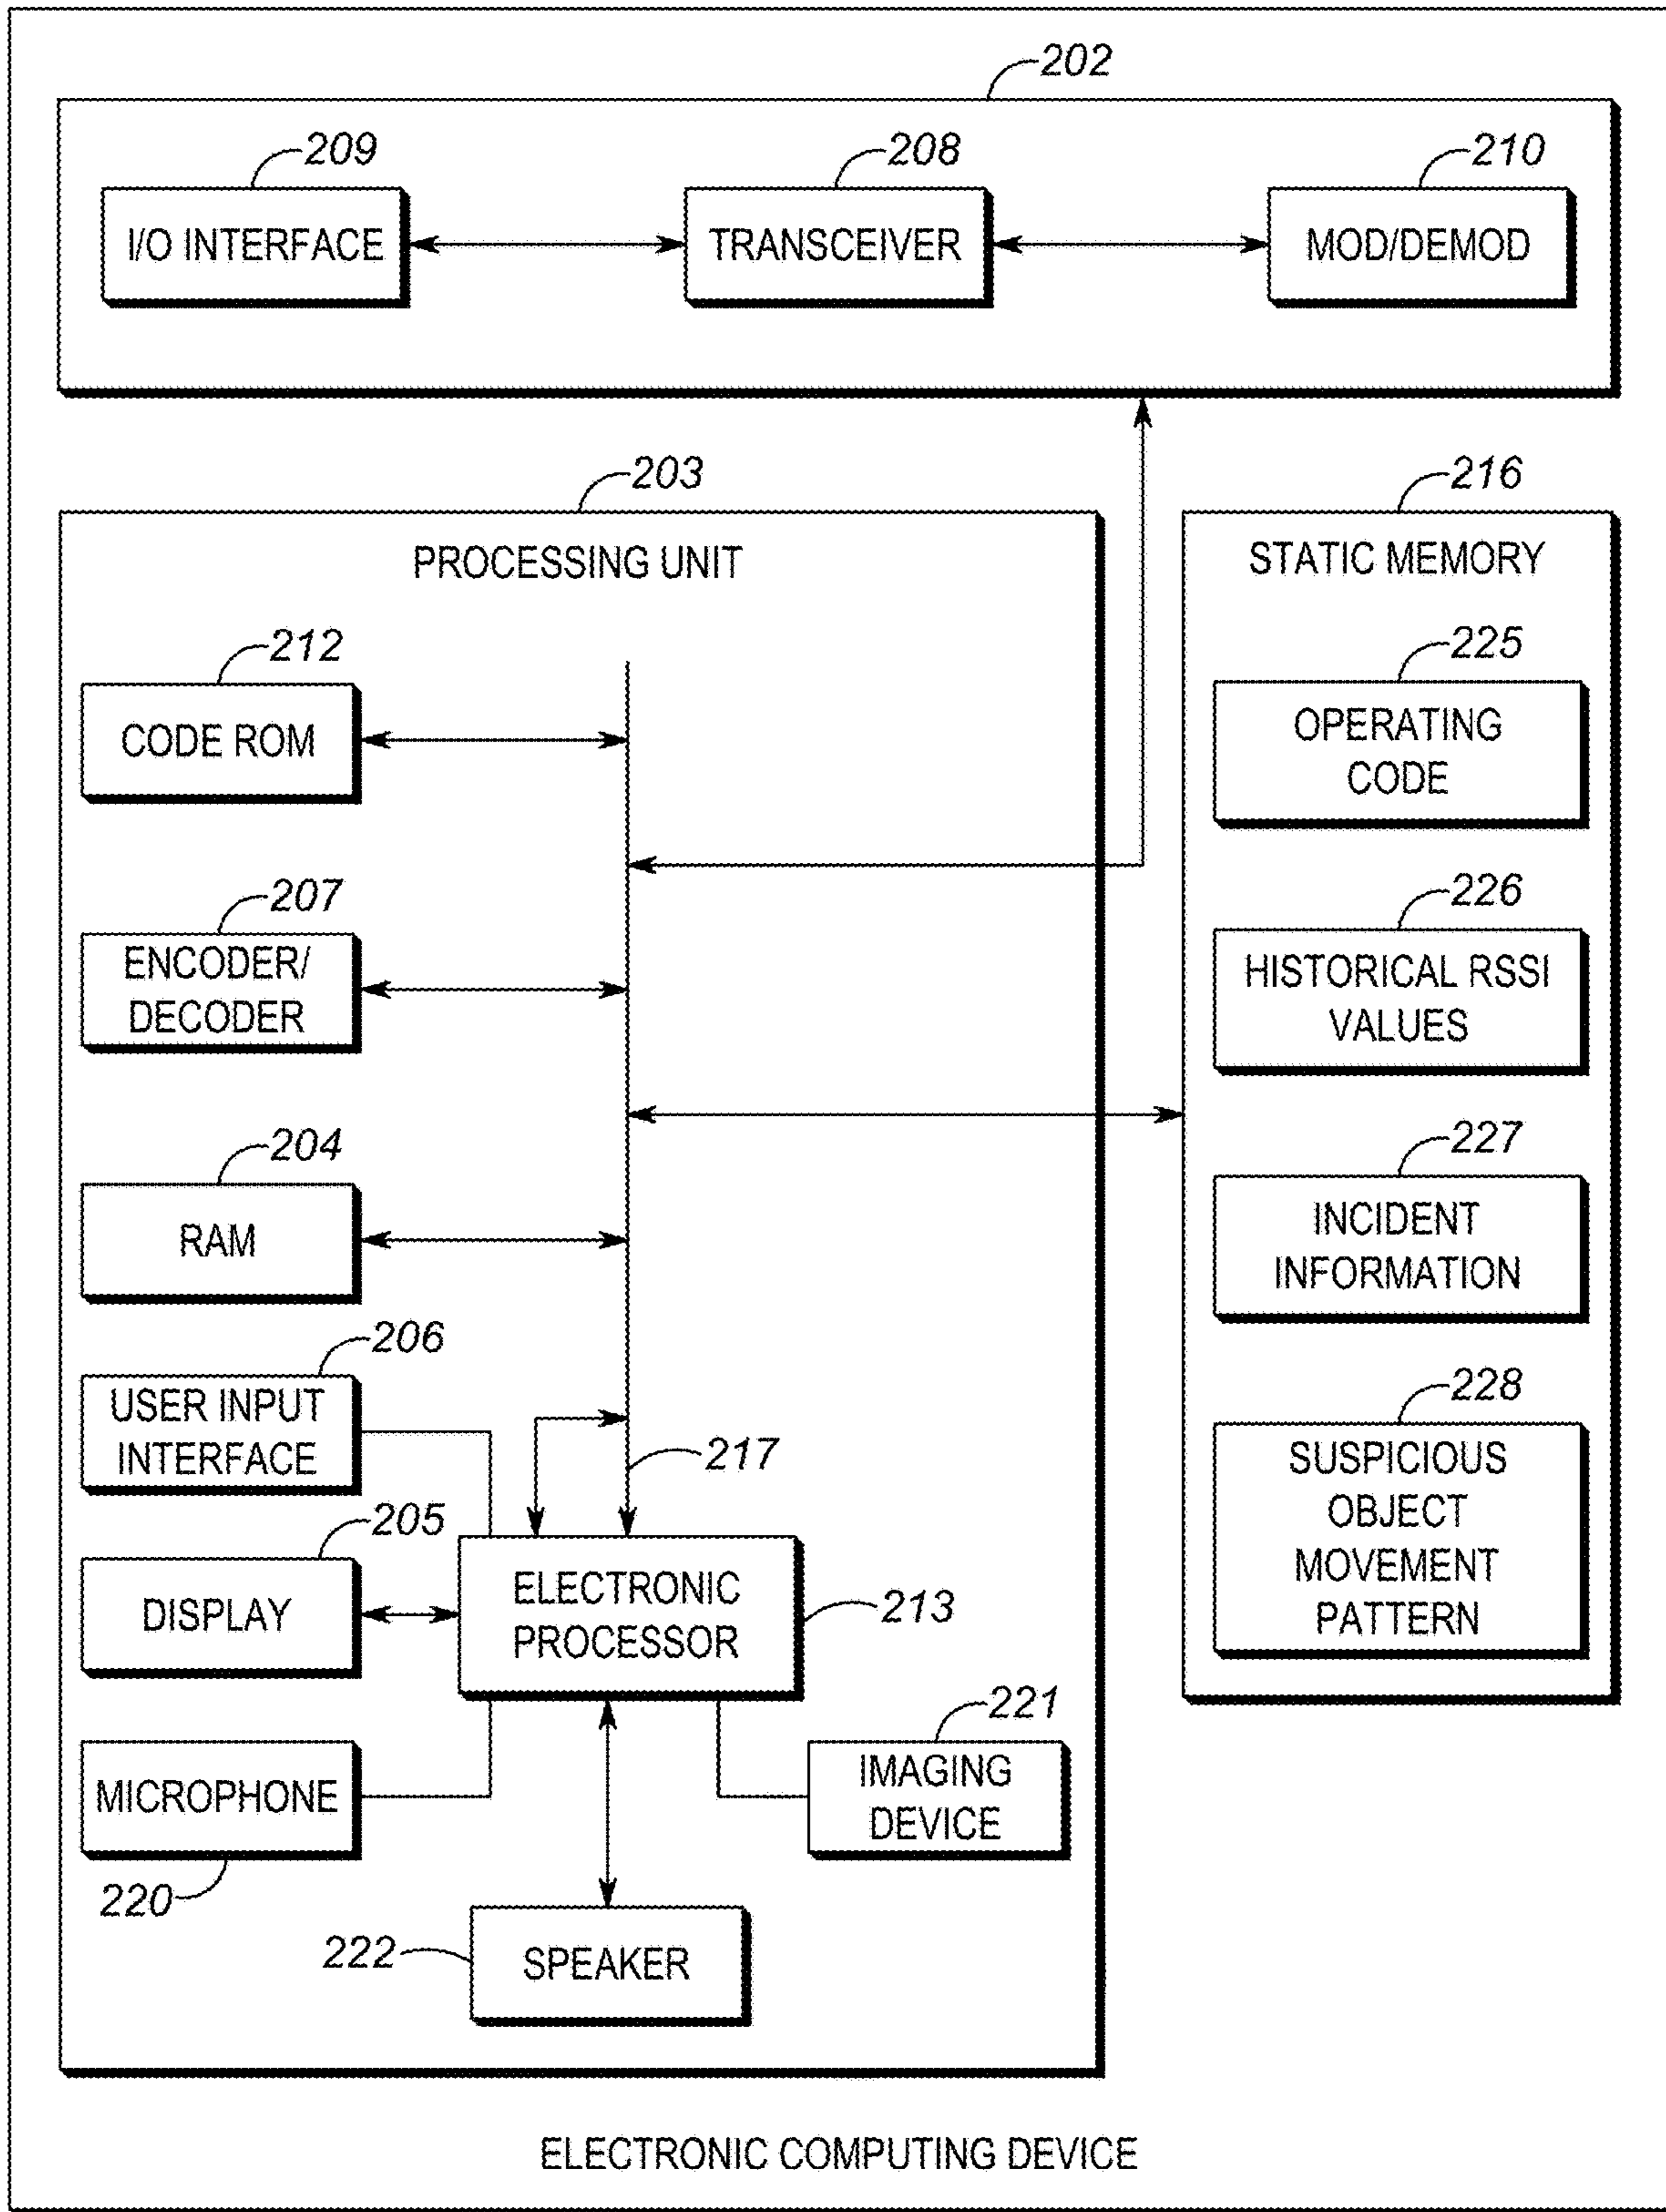 202
209
208
210
I/O INTERFACE
TRANSCEIVER
MOD/DEMOD
203
PROCESSING UNIT
212
CODE ROM
207
ENCODER/
DECODER
204
RAM
206
USER INPUT
INTERFACE
217
205
DISPLAY
ELECTRONIC
PROCESSOR
213
MICROPHONE
220
221
IMAGING
DEVICE
222
SPEAKER
216
STATIC MEMORY
225
OPERATING
CODE
226
HISTORICAL RSSI
VALUES
227
INCIDENT
INFORMATION
228
SUSPICIOUS
OBJECT
MOVEMENT
PATTERN
ELECTRONIC COMPUTING DEVICE